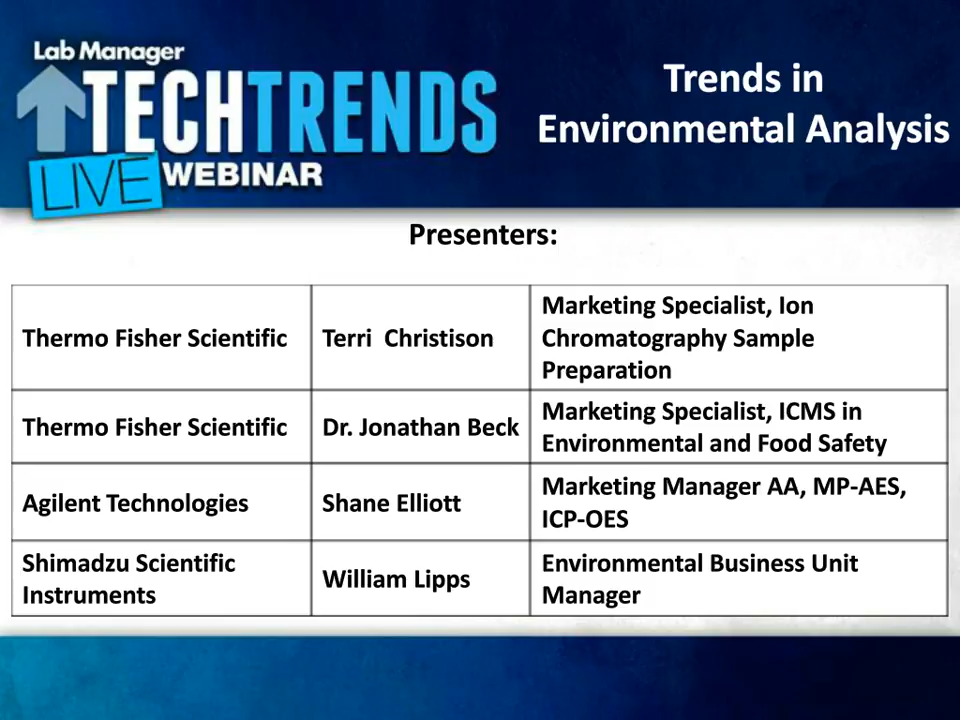 Lab Manager
TECHTRENDS
LIVE WEBINAR
Trends in
Environmental Analysis
Presenters:
Thermo Fisher Scientific
Terri Christison
Marketing Specialist, Ion
Chromatography Sample
Preparation
Thermo Fisher Scientific
Dr. Jonathan Beck
Marketing Specialist, ICMS in
Environmental and Food Safety
Agilent Technologies
Shane Elliott
Marketing Manager AA, MP-AES,
ICP-OES
Shimadzu Scientific
Instruments
William Lipps
Environmental Business Unit
Manager